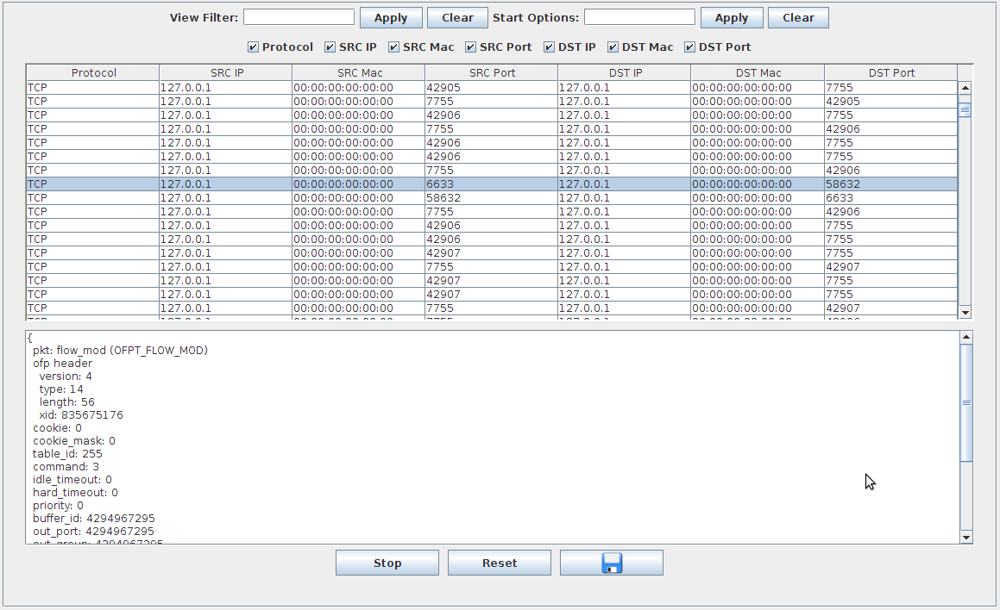 View Filter: Apply Clear Start Options: Apply Clear
Protocol SRC IP SRC Mac SRC Port DST IP DST Mac DST Port
Protocol SRC IP SRC Mac SRC Port DST IP DST Mac DST Port
TCP 127.0.0.1 00:00:00:00:00:00 42905 127.0.0.1 00:00:00:00:00:00 7755
TCP 127.0.0.1 00:00:00:00:00:00 7755 127.0.0.1 00:00:00:00:00:00 42905
TCP 127.0.0.1 00:00:00:00:00:00 42906 127.0.0.1 00:00:00:00:00:00 7755
TCP 127.0.0.1 00:00:00:00:00:00 7755 127.0.0.1 00:00:00:00:00:00 42906
TCP 127.0.0.1 00:00:00:00:00:00 42906 127.0.0.1 00:00:00:00:00:00 7755
TCP 127.0.0.1 00:00:00:00:00:00 42906 127.0.0.1 00:00:00:00:00:00 7755
TCP 127.0.0.1 00:00:00:00:00:00 7755 127.0.0.1 00:00:00:00:00:00 42906
TCP 127.0.0.1 00:00:00:00:00:00 6633 127.0.0.1 00:00:00:00:00:00 58632
TCP 127.0.0.1 00:00:00:00:00:00 58632 127.0.0.1 00:00:00:00:00:00 6633
TCP 127.0.0.1 00:00:00:00:00:00 7755 127.0.0.1 00:00:00:00:00:00 42906
TCP 127.0.0.1 00:00:00:00:00:00 42906 127.0.0.1 00:00:00:00:00:00 7755
TCP 127.0.0.1 00:00:00:00:00:00 42906 127.0.0.1 00:00:00:00:00:00 7755
TCP 127.0.0.1 00:00:00:00:00:00 42907 127.0.0.1 00:00:00:00:00:00 7755
TCP 127.0.0.1 00:00:00:00:00:00 7755 127.0.0.1 00:00:00:00:00:00 42907
TCP 127.0.0.1 00:00:00:00:00:00 42907 127.0.0.1 00:00:00:00:00:00 7755
TCP 127.0.0.1 00:00:00:00:00:00 42907 127.0.0.1 00:00:00:00:00:00 7755
TCP 127.0.0.1 00:00:00:00:00:00 7755 127.0.0.1 00:00:00:00:00:00 42907
{
pkt: flow_mod (OFPT_FLOW_MOD)
ofp header
version: 4
type: 14
length: 56
xid: 835675176
cookie: 0
cookie_mask: 0
table_id: 255
command: 3
idle_timeout: 0
hard_timeout: 0
priority: 0
buffer_id: 4294967295
out_port: 4294967295
out_group: 4294967295
Stop Reset